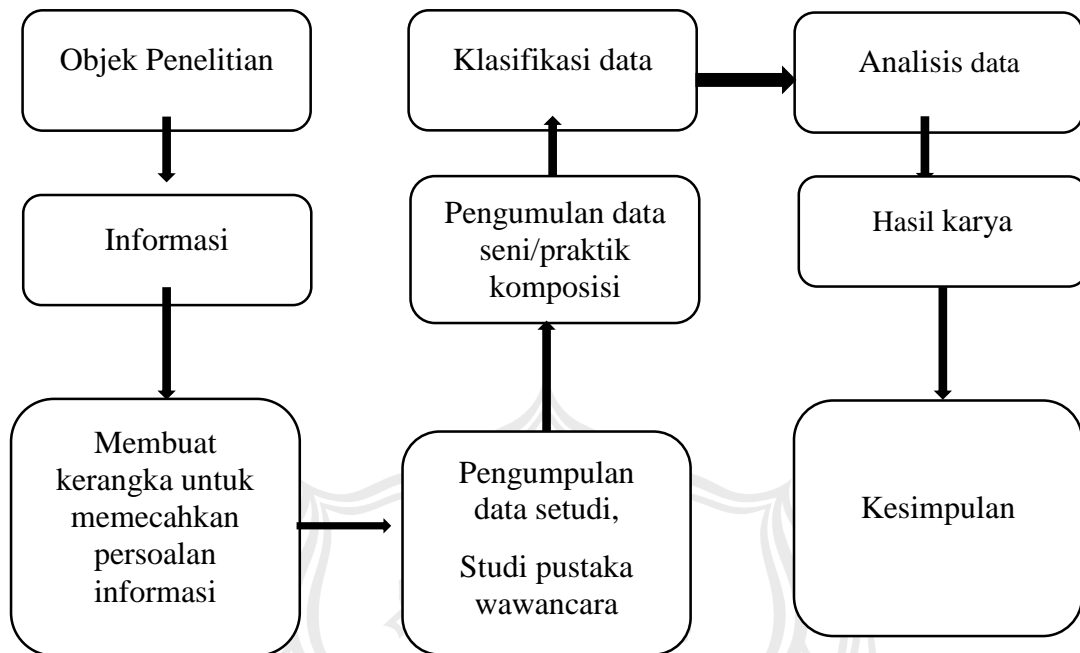 Objek Penelitian
Informasi
Membuat
kerangka untuk
memecahkan
persoalan
informasi
Pengumpulan
data setudi,
Studi pustaka
wawancara
Pengumulan data
seni/praktik
komposisi
Klasifikasi data
Analisis data
Hasil karya
Kesimpulan